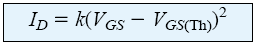 I_D = k(V_GS − V_GS(Th))²